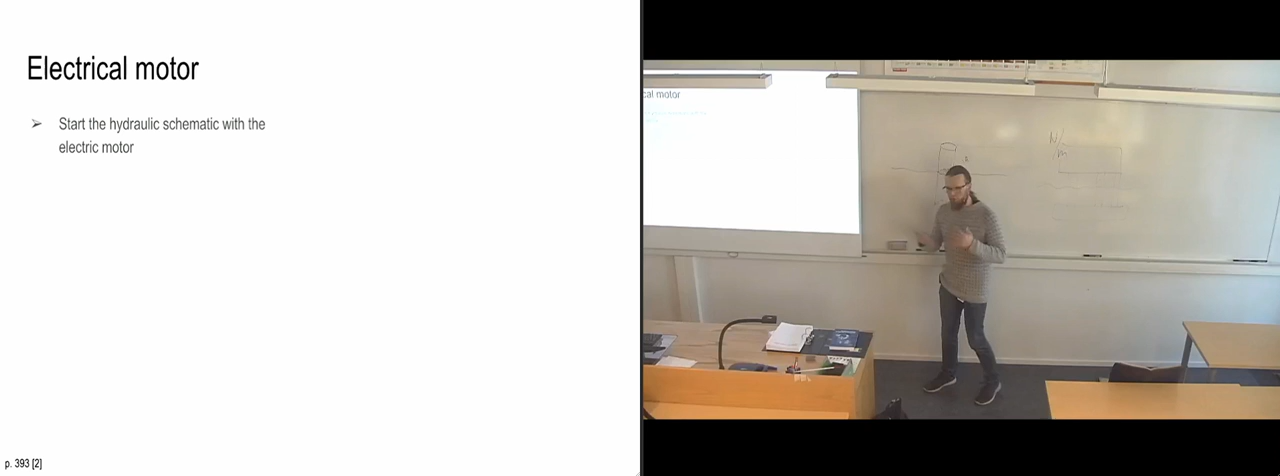 Electrical motor
➢ Start the hydraulic schematic with the
electric motor
p. 393 [2]
cal motor
N/
m